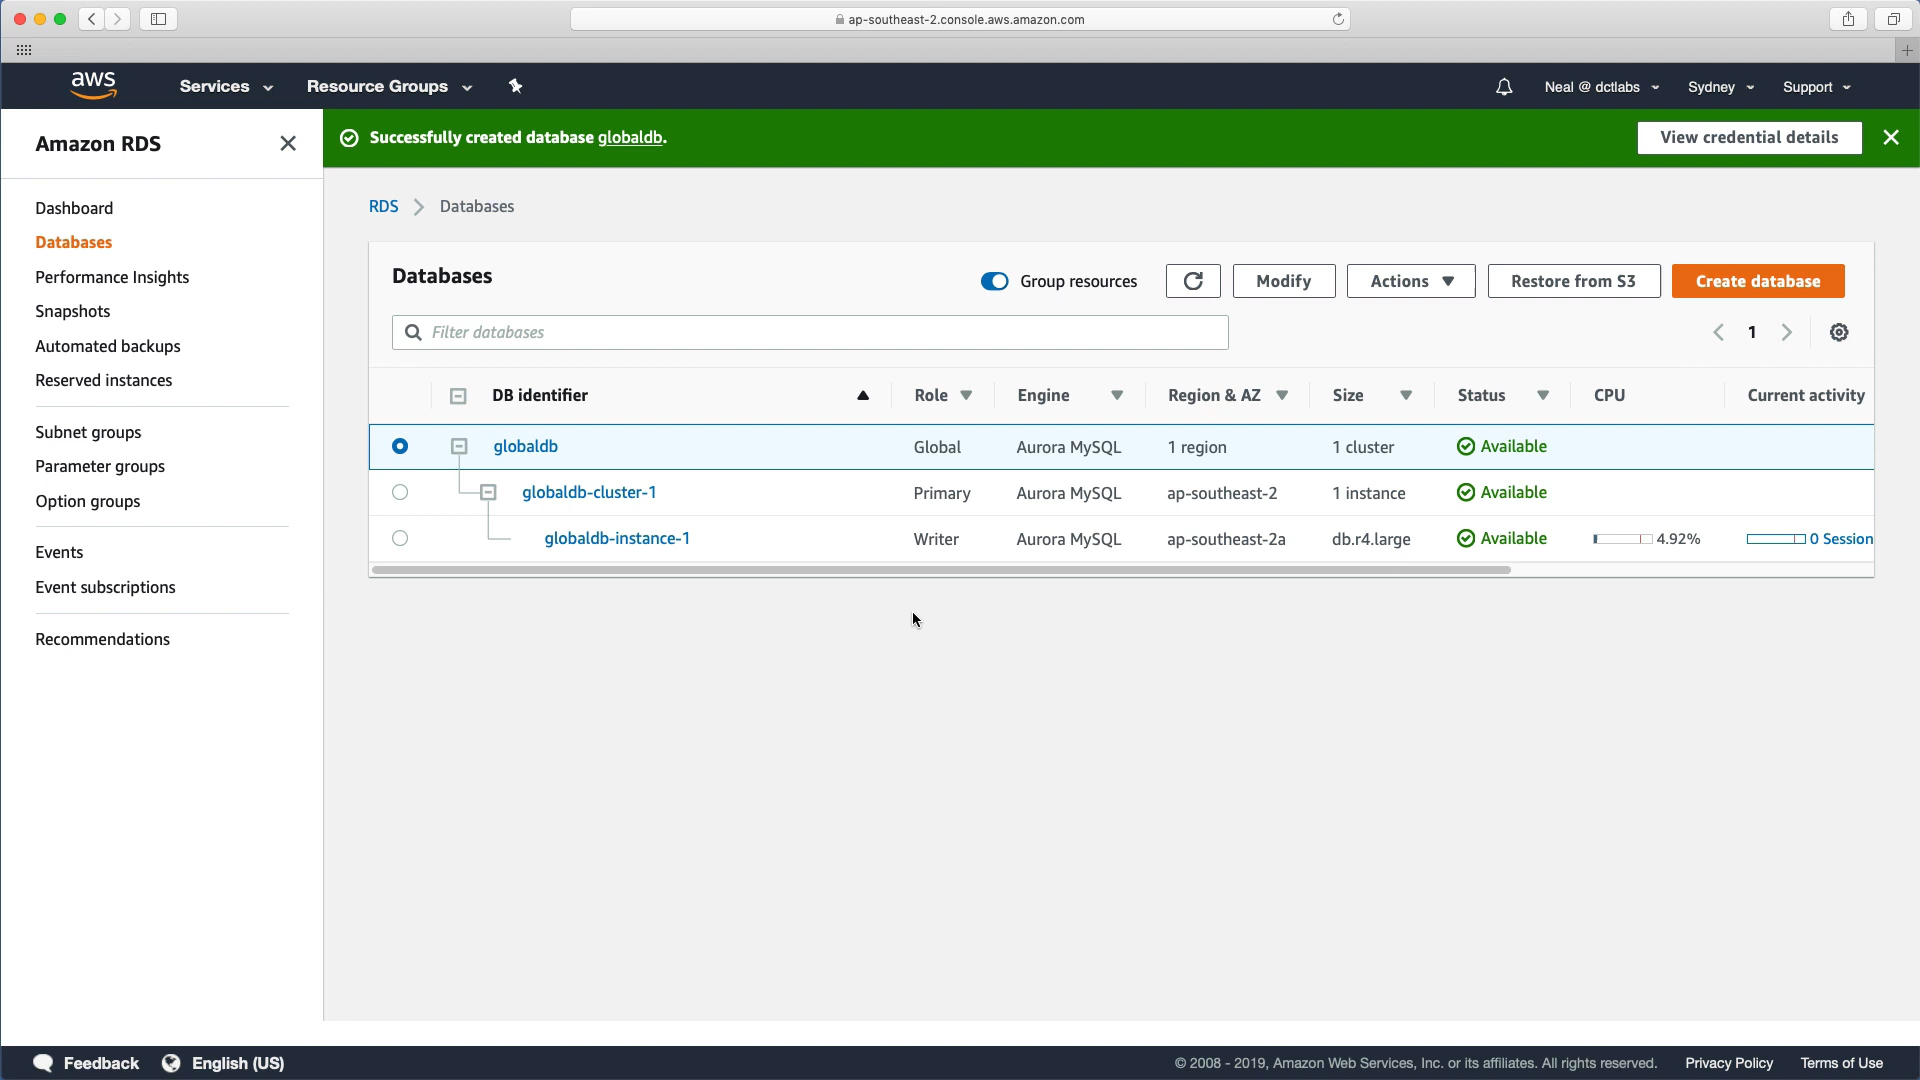 ap-southeast-2.console.aws.amazon.com
aws
Services
Resource Groups
Neal @ dctlabs
Sydney
Support
Amazon RDS
Successfully created database globaldb.
View credential details
Dashboard
Databases
Performance Insights
Snapshots
Automated backups
Reserved instances
Subnet groups
Parameter groups
Option groups
Events
Event subscriptions
Recommendations
RDS
Databases
Databases
Group resources
Modify
Actions
Restore from S3
Create database
Filter databases
1
DB identifier Role Engine Region & AZ Size Status CPU Current activity
globaldb Global Aurora MySQL 1 region 1 cluster Available
globaldb-cluster-1 Primary Aurora MySQL ap-southeast-2 1 instance Available
globaldb-instance-1 Writer Aurora MySQL ap-southeast-2a db.r4.large Available 4.92% 0 Session
Feedback
English (US)
© 2008 - 2019, Amazon Web Services, Inc. or its affiliates. All rights reserved.
Privacy Policy
Terms of Use